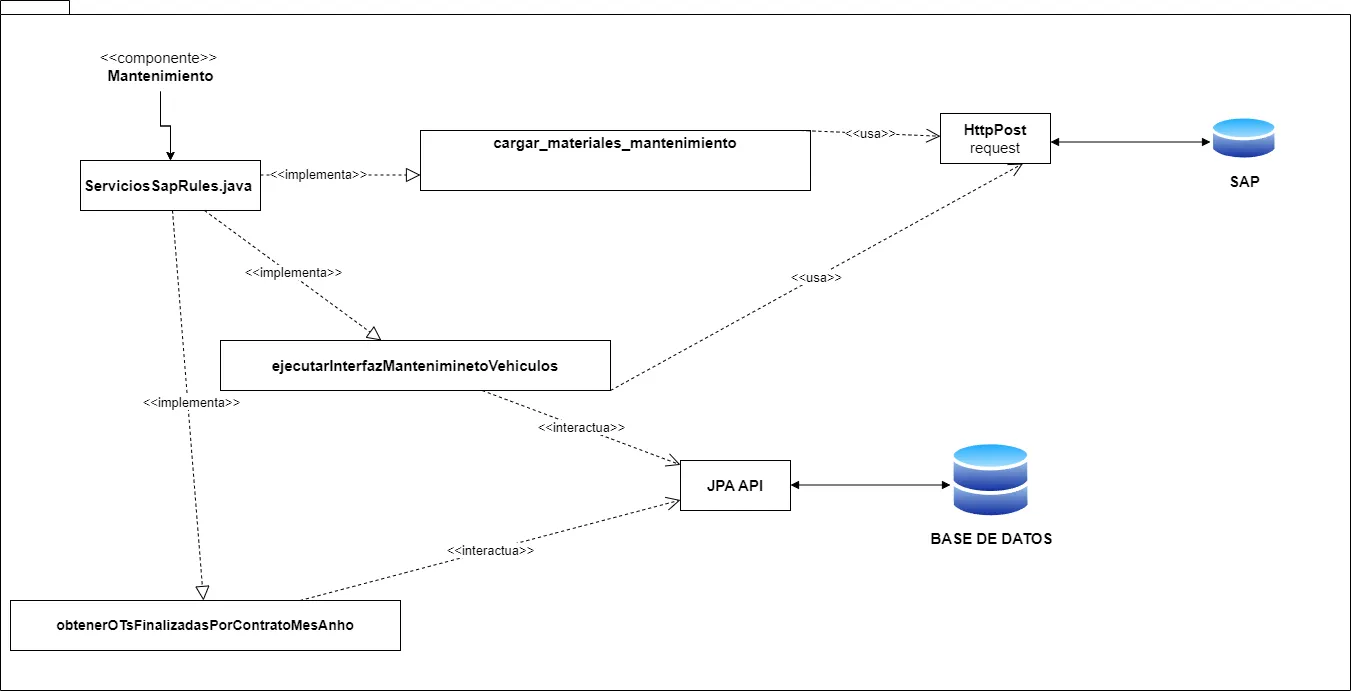 <<componente>>
Mantenimiento
ServiciosSapRules.java
<<implementa>>
cargar_materiales_mantenimiento
<<usa>>
HttpPost
request
SAP
<<implementa>>
<<usa>>
ejecutarInterfazManteniminetoVehiculos
<<implementa>>
<<interactua>>
JPA API
BASE DE DATOS
<<interactua>>
obtenerOTsFinalizadasPorContratoMesAnho